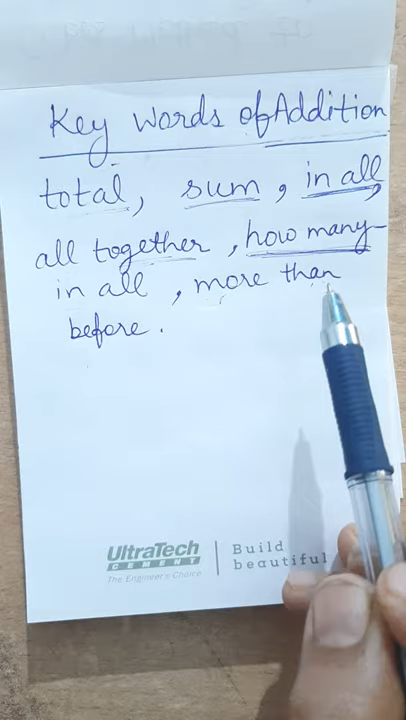 Key words of Addition
total, sum, in all,
all together, how many
in all, more than
before.
UltraTech
CEMENT
The Engineer's Choice
Build
beautiful